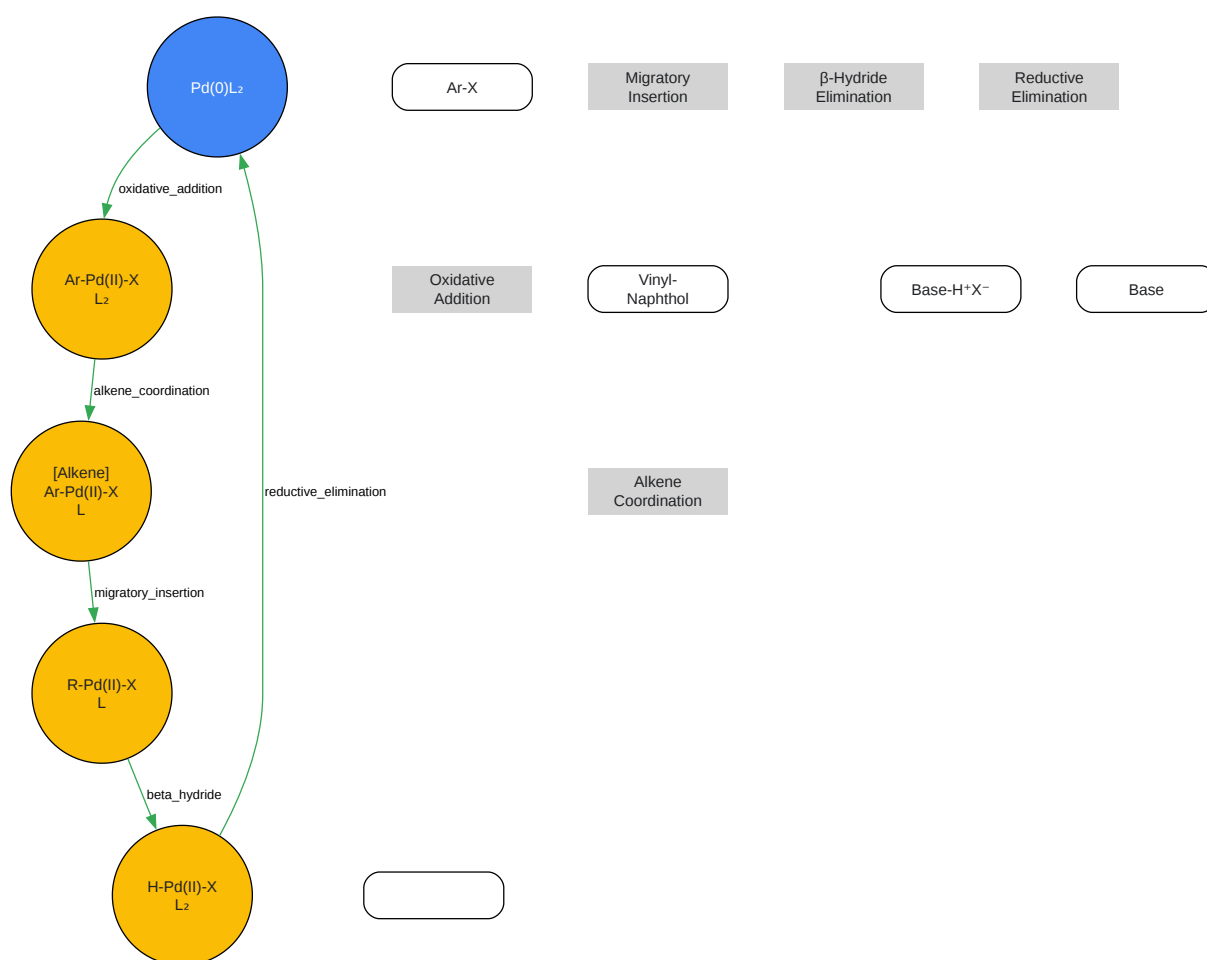 Pd(0)L₂
Ar-X
Migratory
Insertion
β-Hydride
Elimination
Reductive
Elimination
oxidative_addition
Ar-Pd(II)-X
L₂
Oxidative
Addition
Vinyl-
Naphthol
Base-H⁺X⁻
Base
alkene_coordination
[Alkene]
Ar-Pd(II)-X
L
reductive_elimination
Alkene
Coordination
migratory_insertion
R-Pd(II)-X
L
beta_hydride
H-Pd(II)-X
L₂